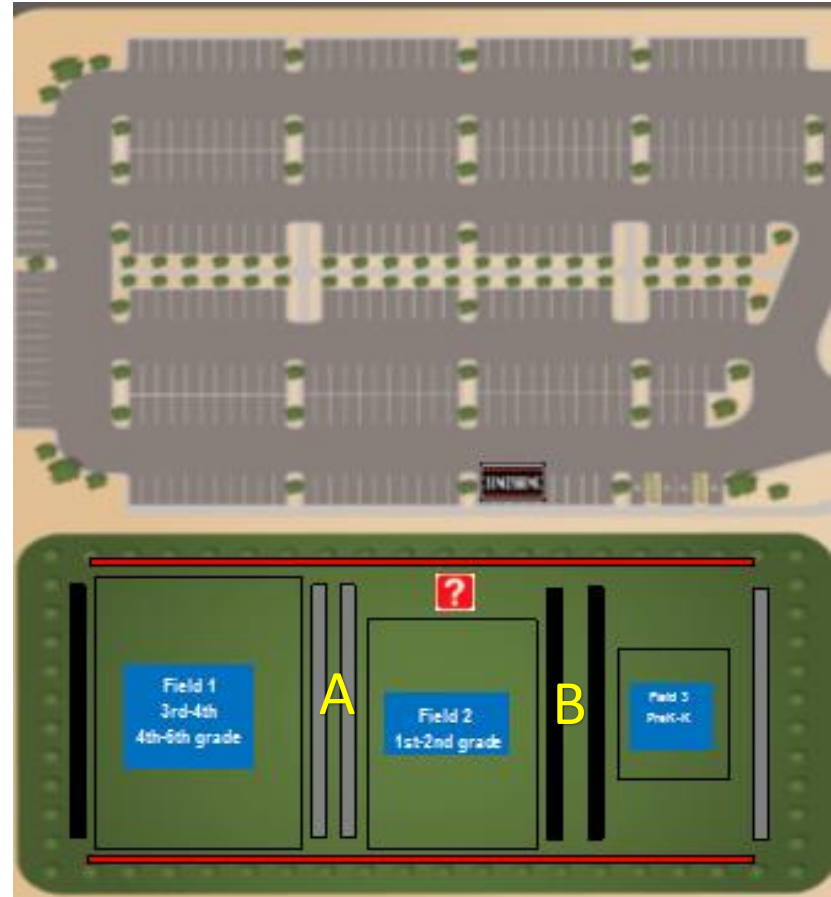 ?
Field 1
3rd-4th
4th-6th grade
A
Field 2
1st-2nd grade
B
Field 3
PreK-K